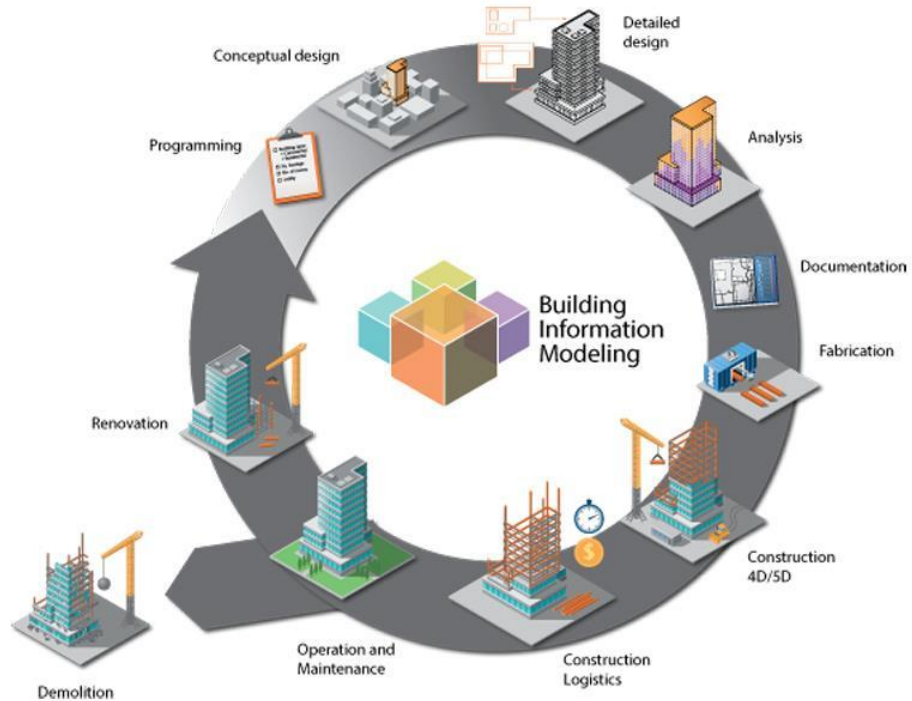 Detailed
design
Conceptual design
Programming
Analysis
Documentation
Building
Information
Modeling
Fabrication
Renovation
Construction
4D/5D
Operation and
Maintenance
Construction
Logistics
Demolition
$